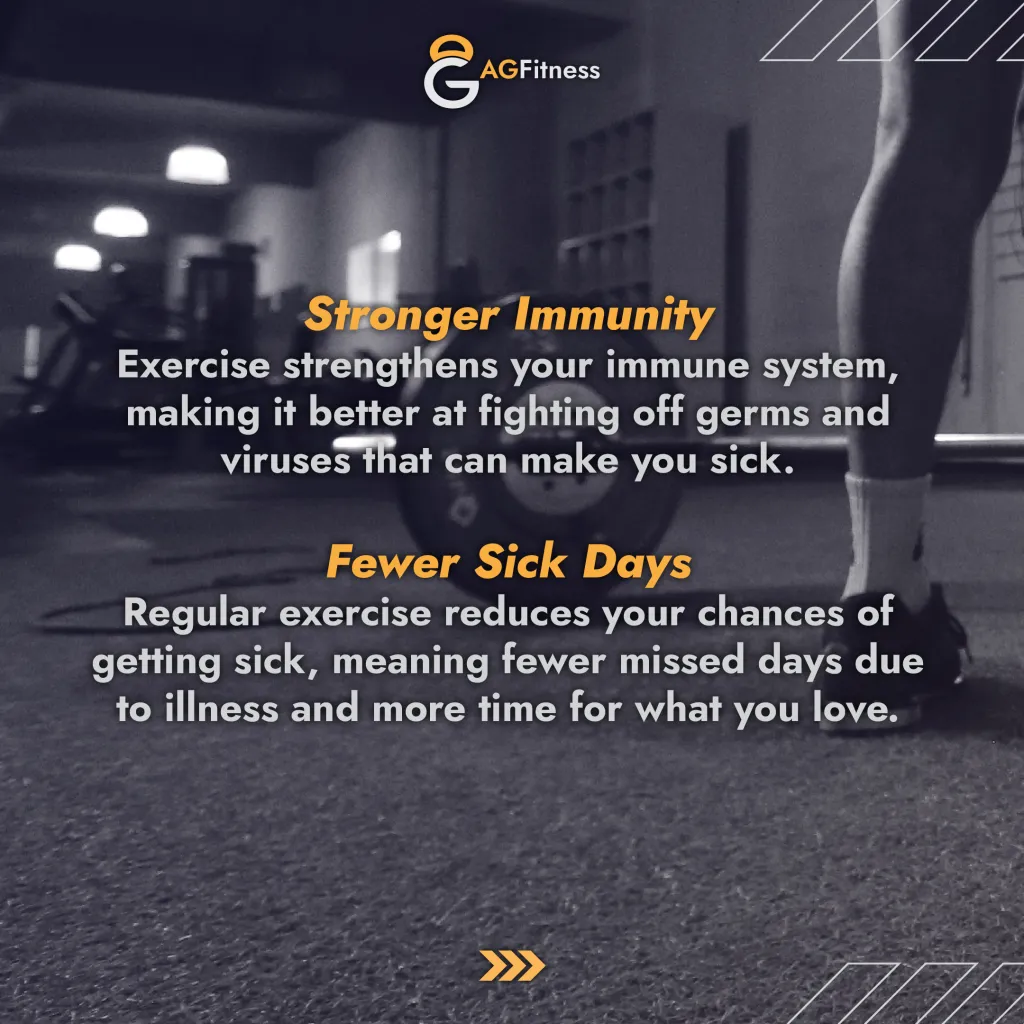 AGFitness
Stronger Immunity
Exercise strengthens your immune system,
making it better at fighting off germs and
viruses that can make you sick.
Fewer Sick Days
Regular exercise reduces your chances of
getting sick, meaning fewer missed days due
to illness and more time for what you love.